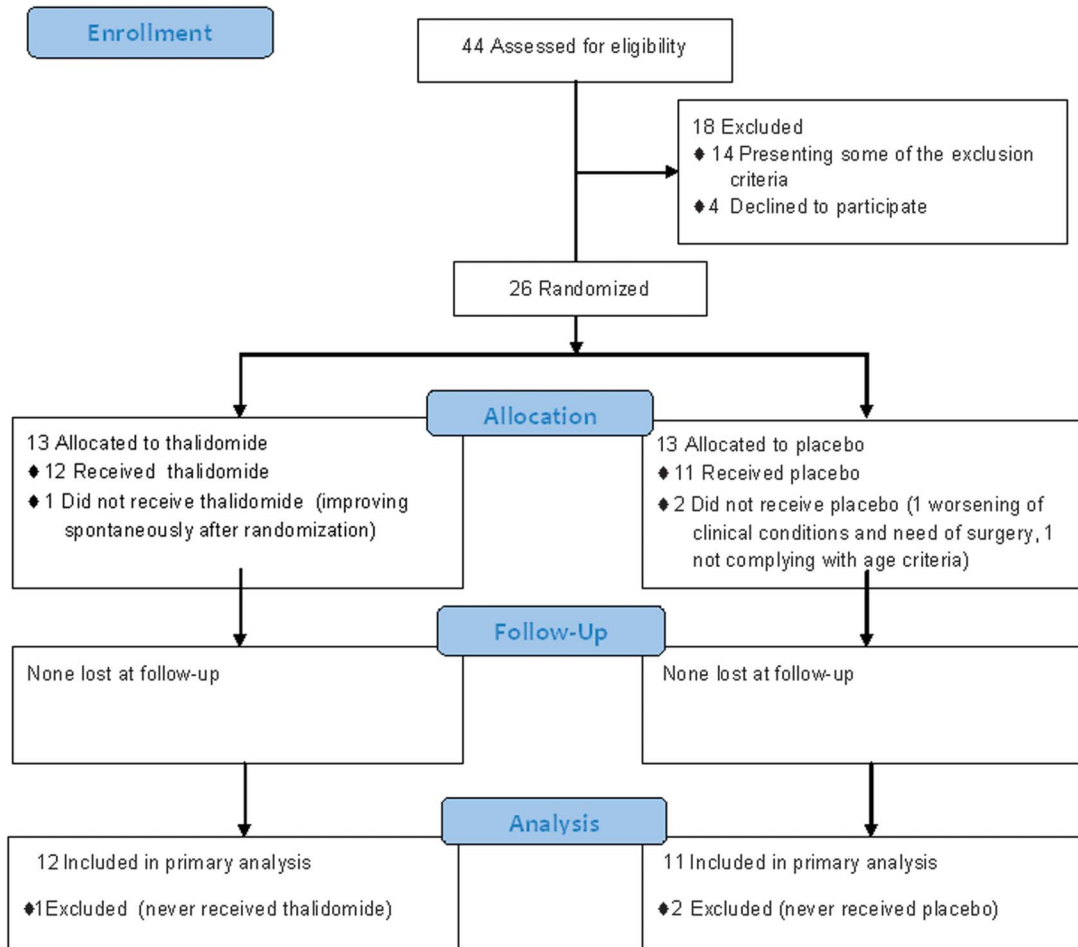 Enrollment
44 Assessed for eligibility
18 Excluded
♦ 14 Presenting some of the exclusion
criteria
♦ 4 Declined to participate
26 Randomized
Allocation
13 Allocated to thalidomide
♦ 12 Received thalidomide
♦ 1 Did not receive thalidomide (improving
spontaneously after randomization)
13 Allocated to placebo
♦ 11 Received placebo
♦ 2 Did not receive placebo (1 worsening of
clinical conditions and need of surgery, 1
not complying with age criteria)
Follow-Up
None lost at follow-up
None lost at follow-up
Analysis
12 Included in primary analysis
♦1Excluded (never received thalidomide)
11 Included in primary analysis
♦2 Excluded (never received placebo)